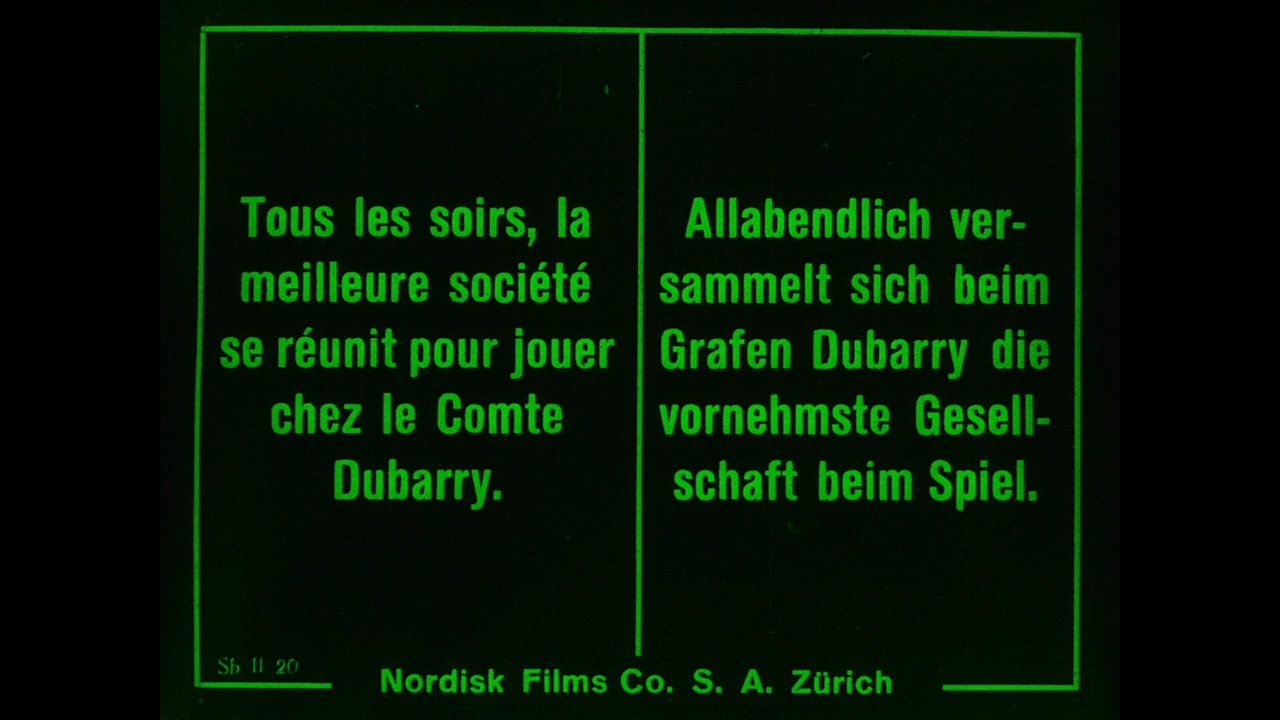 Tous les soirs, la
meilleure société
se réunit pour jouer
chez le Comte
Dubarry.
Allabendlich ver-
sammelt sich beim
Grafen Dubarry die
vornehmste Gesell-
schaft beim Spiel.
Sb II 20
Nordisk Films Co. S. A. Zürich